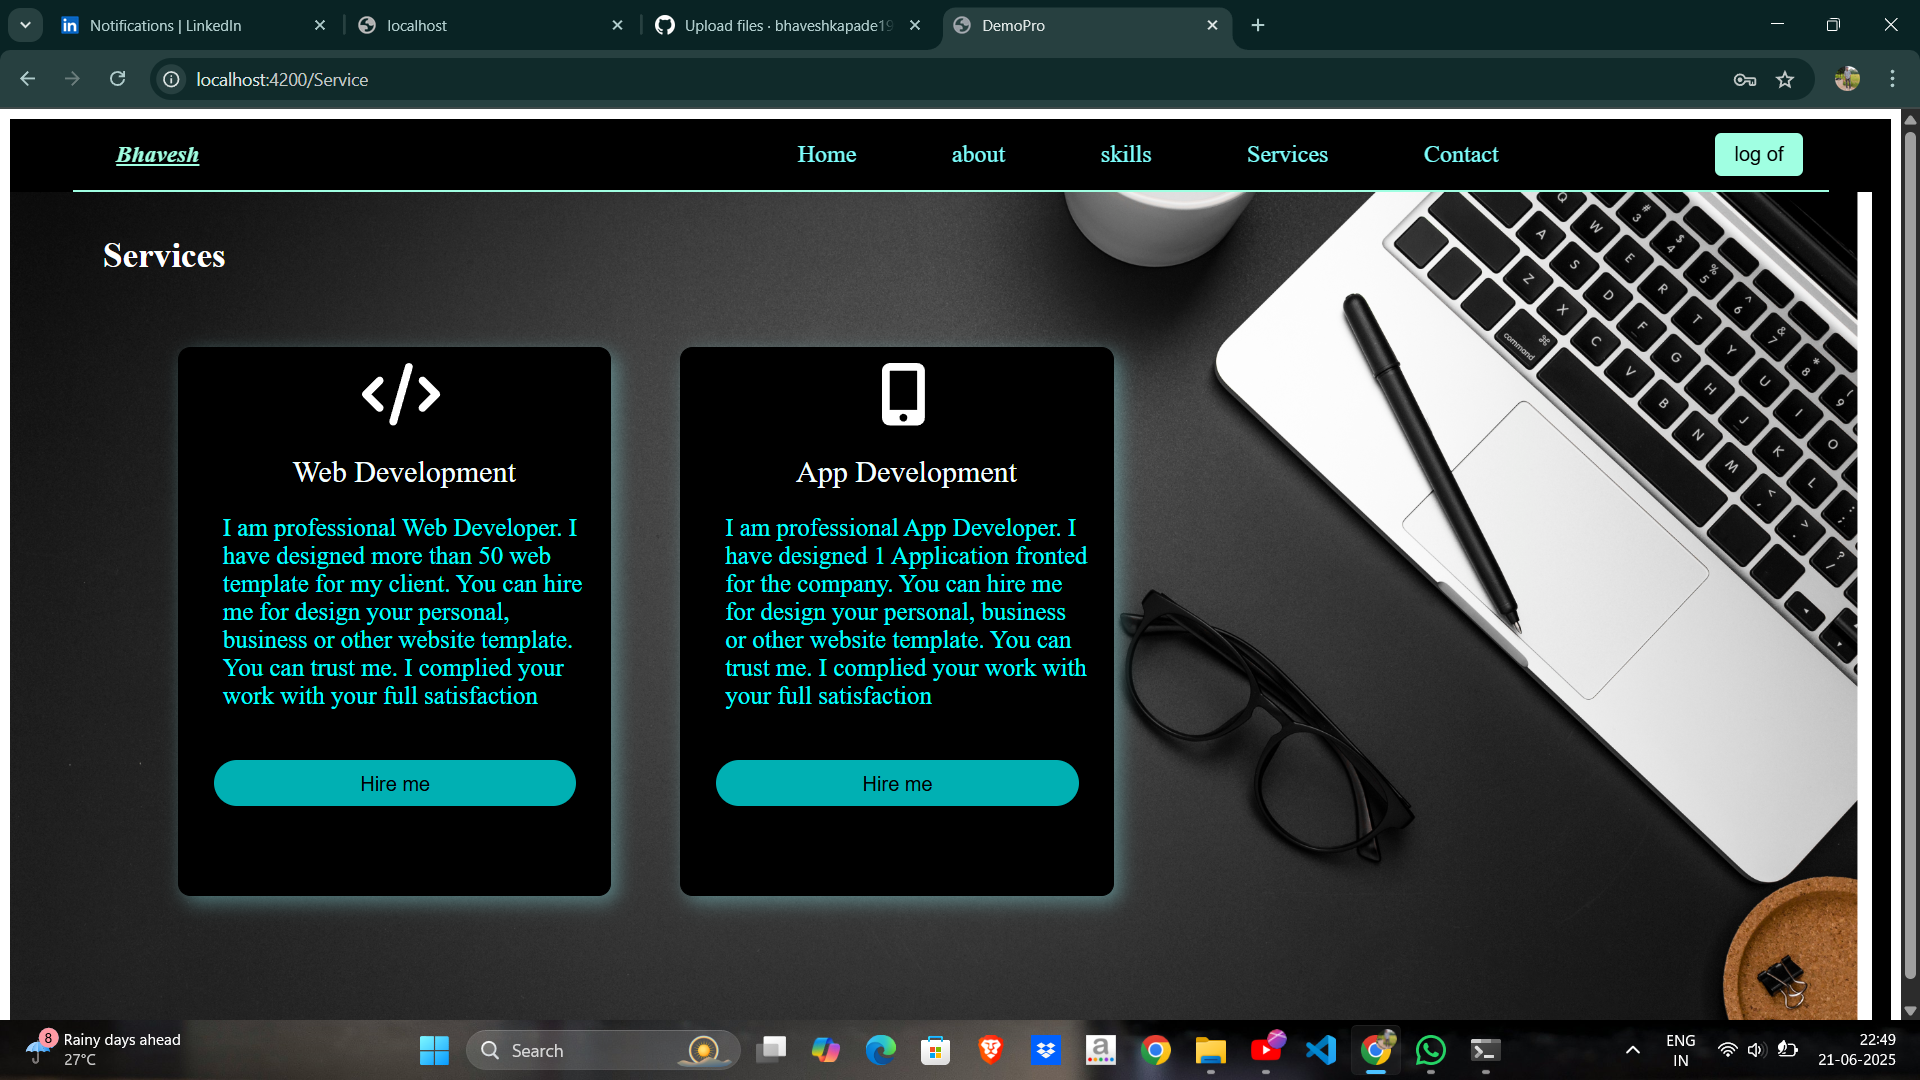 Notifications | LinkedIn
localhost
Upload files · bhaveshkapade19
DemoPro
localhost:4200/Service
Bhavesh
Home
about
skills
Services
Contact
log of
Services
Web Development
I am professional Web Developer. I
have designed more than 50 web
template for my client. You can hire
me for design your personal,
business or other website template.
You can trust me. I complied your
work with your full satisfaction
Hire me
App Development
I am professional App Developer. I
have designed 1 Application fronted
for the company. You can hire me
for design your personal, business
or other website template. You can
trust me. I complied your work with
your full satisfaction
Hire me
command
8
Rainy days ahead
27°C
Search
ENG
IN
22:49
21-06-2025